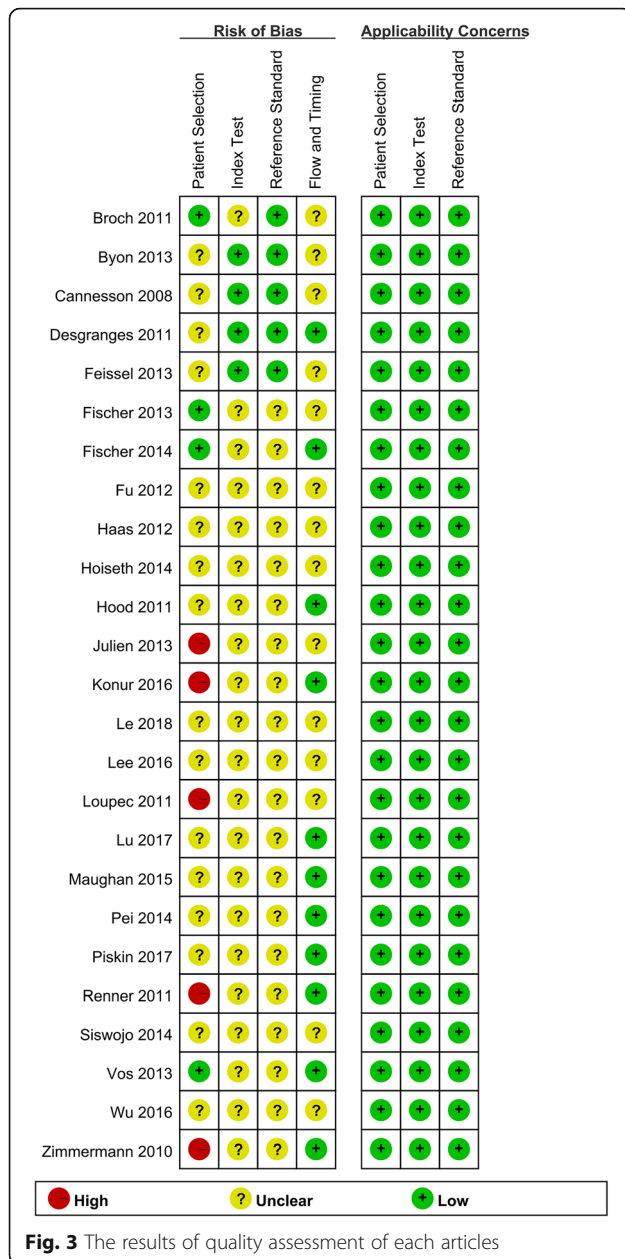 Risk of Bias Applicability Concerns
Patient Selection Index Test Reference Standard Flow and Timing Patient Selection Index Test Reference Standard
Broch 2011 + ? + ? + + +
Byon 2013 ? + + ? + + +
Cannesson 2008 ? + + ? + + +
Desgranges 2011 ? + + + + + +
Feissel 2013 ? + + ? + + +
Fischer 2013 + ? ? ? + + +
Fischer 2014 + ? ? + + + +
Fu 2012 ? ? ? ? + + +
Haas 2012 ? ? ? ? + + +
Hoiseth 2014 ? ? ? ? + + +
Hood 2011 ? ? ? + + + +
Julien 2013 – ? ? ? + + +
Konur 2016 – ? ? + + + +
Le 2018 ? ? ? ? + + +
Lee 2016 ? ? ? ? + + +
Loupec 2011 – ? ? ? + + +
Lu 2017 ? ? ? + + + +
Maughan 2015 ? ? ? + + + +
Pei 2014 ? ? ? + + + +
Piskin 2017 ? ? ? + + + +
Renner 2011 – ? ? + + + +
Siswojo 2014 ? ? ? ? + + +
Vos 2013 + ? ? + + + +
Wu 2016 ? ? ? ? + + +
Zimmermann 2010 – ? ? + + + +
– High ? Unclear + Low
Fig. 3 The results of quality assessment of each articles